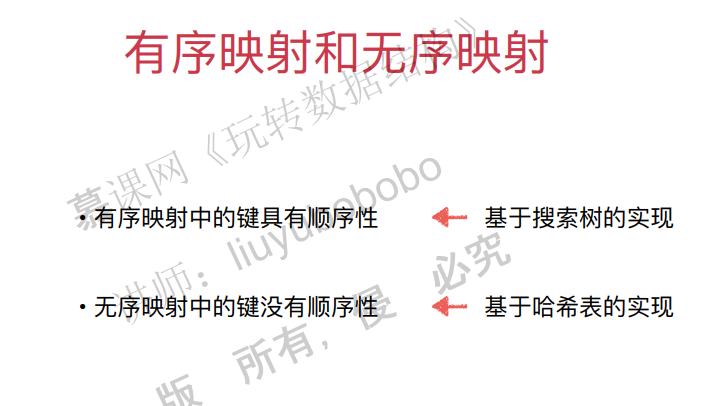 有序映射和无序映射
慕课网《玩转数据结构》
• 有序映射中的键具有顺序性 基于搜索树的实现
讲师：liuyubobobo
• 无序映射中的键没有顺序性 基于哈希表的实现
版 所有，侵 必究